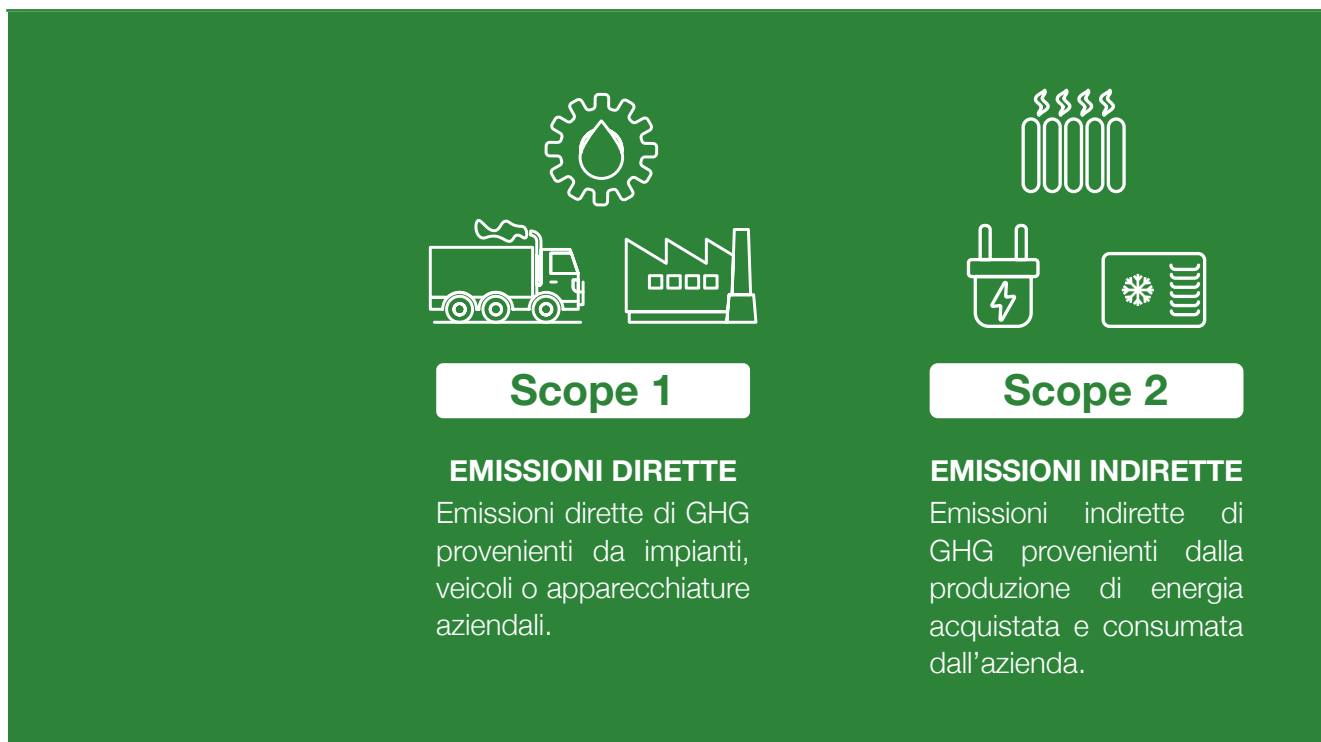 Scope 1
EMISSIONI DIRETTE
Emissioni dirette di GHG
provenienti da impianti,
veicoli o apparecchiature
aziendali.
Scope 2
EMISSIONI INDIRETTE
Emissioni indirette di
GHG provenienti dalla
produzione di energia
acquistata e consumata
dall’azienda.